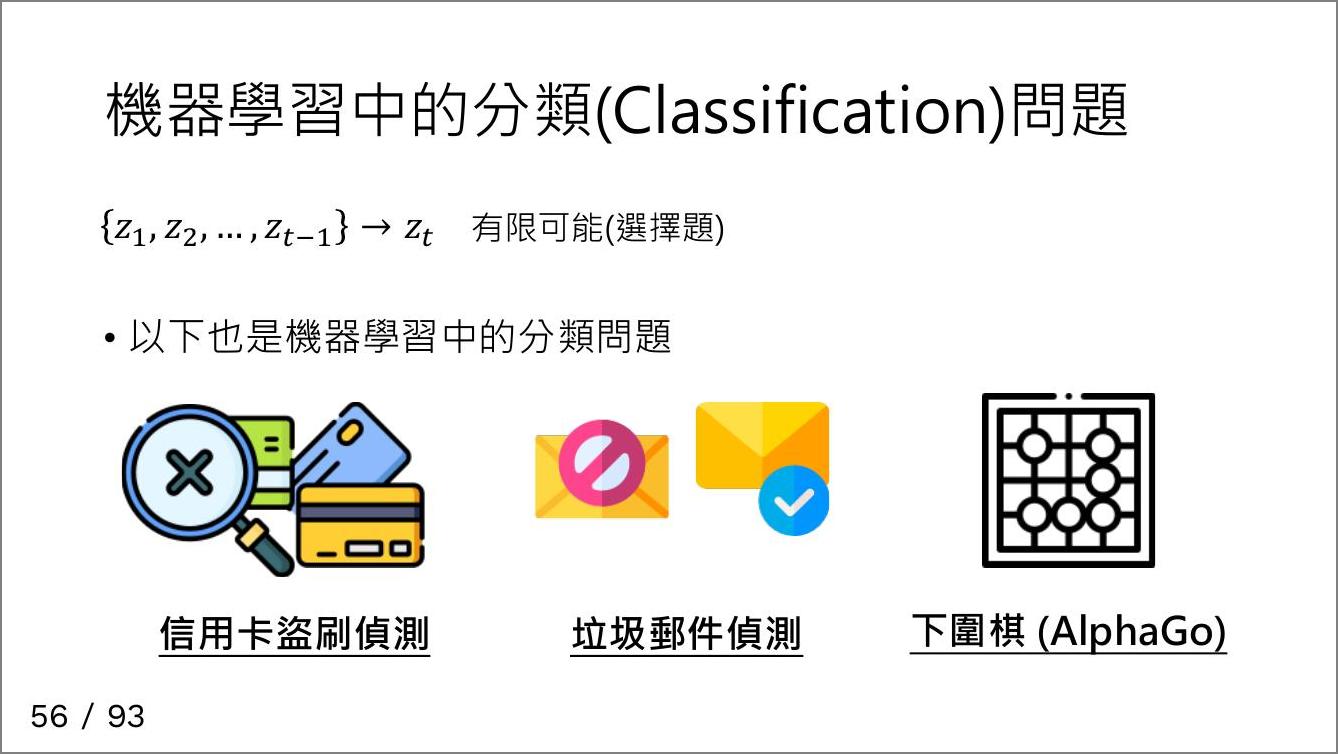 機器學習中的分類(Classification)問題
{z₁, z₂, … , zₜ₋₁} → zₜ 有限可能(選擇題)
• 以下也是機器學習中的分類問題
信用卡盜刷偵測 垃圾郵件偵測 下圍棋 (AlphaGo)
56 / 93